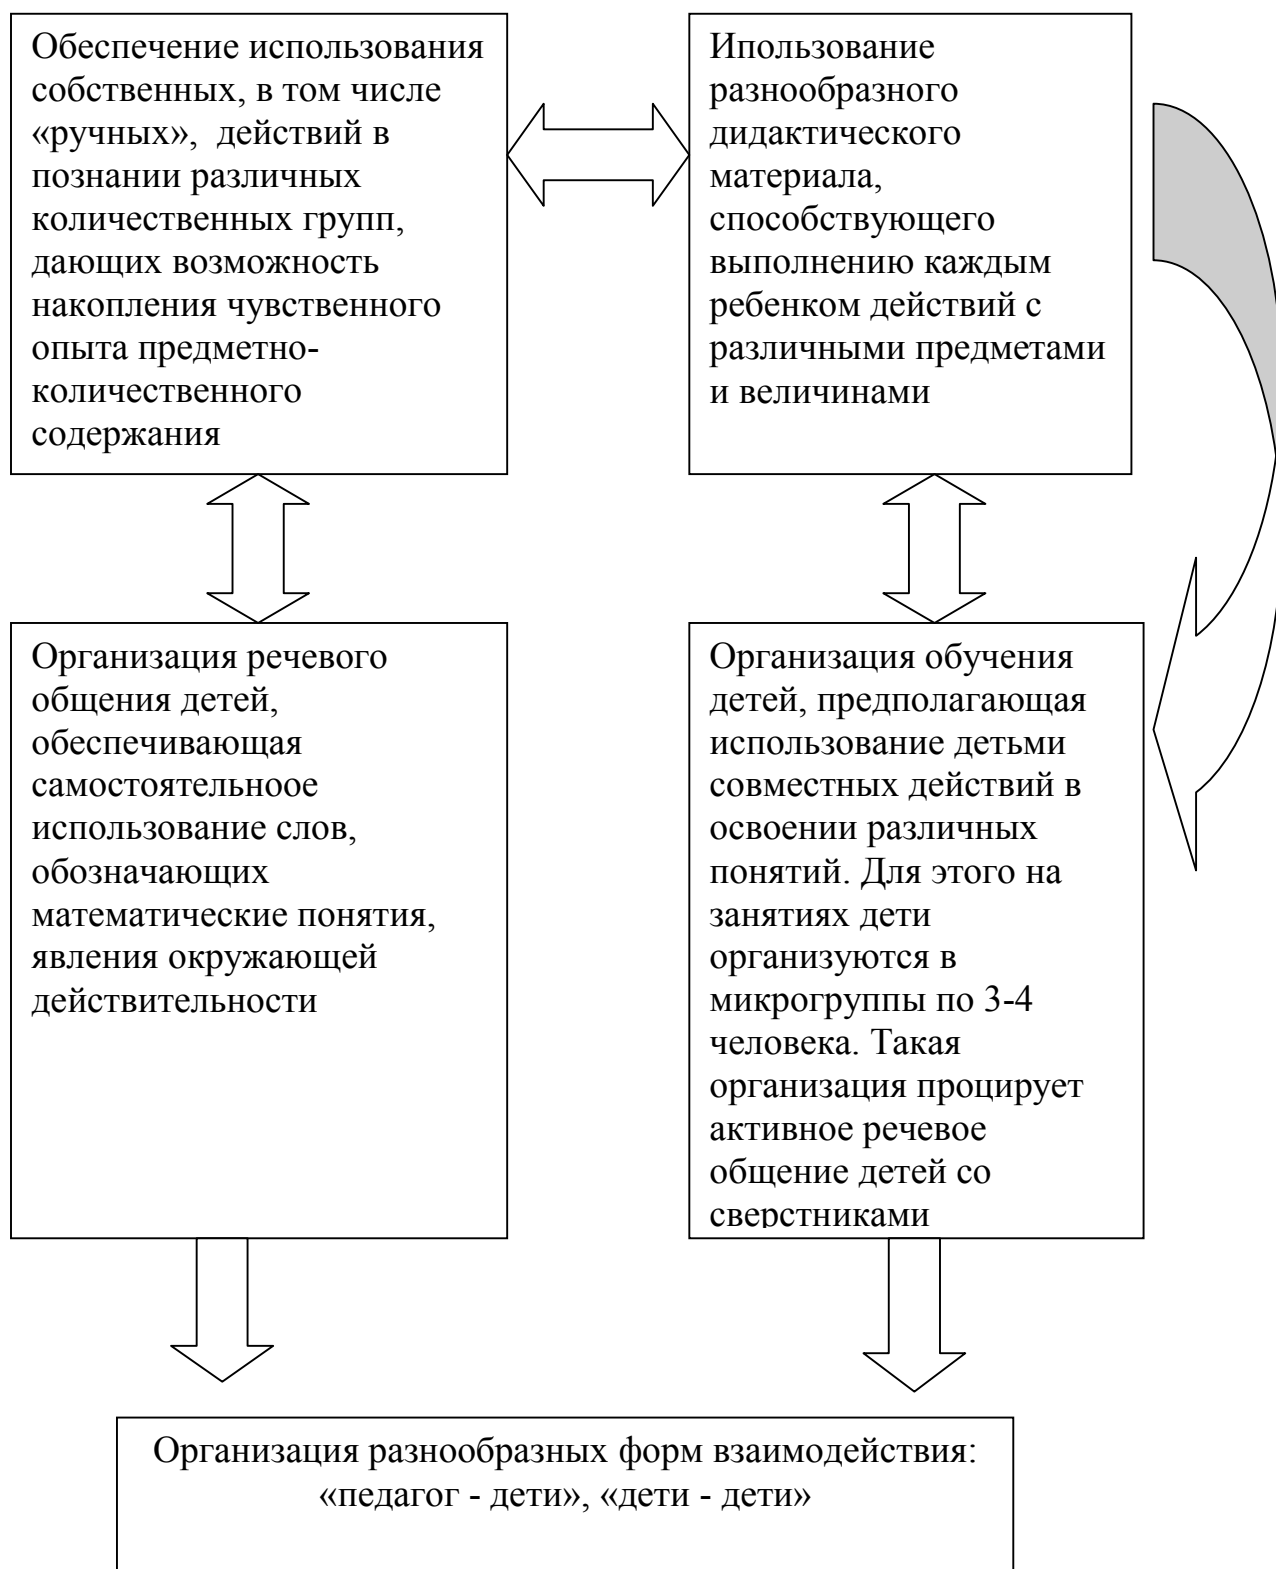 Обеспечение использования
собственных, в том числе
«ручных», действий в
познании различных
количественных групп,
дающих возможность
накопления чувственного
опыта предметно-
количественного
содержания
Ипользование
разнообразного
дидактического
материала,
способствующего
выполнению каждым
ребенком действий с
различными предметами
и величинами
Организация речевого
общения детей,
обеспечивающая
самостоятельноое
использование слов,
обозначающих
математические понятия,
явления окружающей
действительности
Организация обучения
детей, предполагающая
использование детьми
совместных действий в
освоении различных
понятий. Для этого на
занятиях дети
организуются в
микрогруппы по 3-4
человека. Такая
организация процирует
активное речевое
общение детей со
сверстниками
Организация разнообразных форм взаимодействия:
«педагог - дети», «дети - дети»